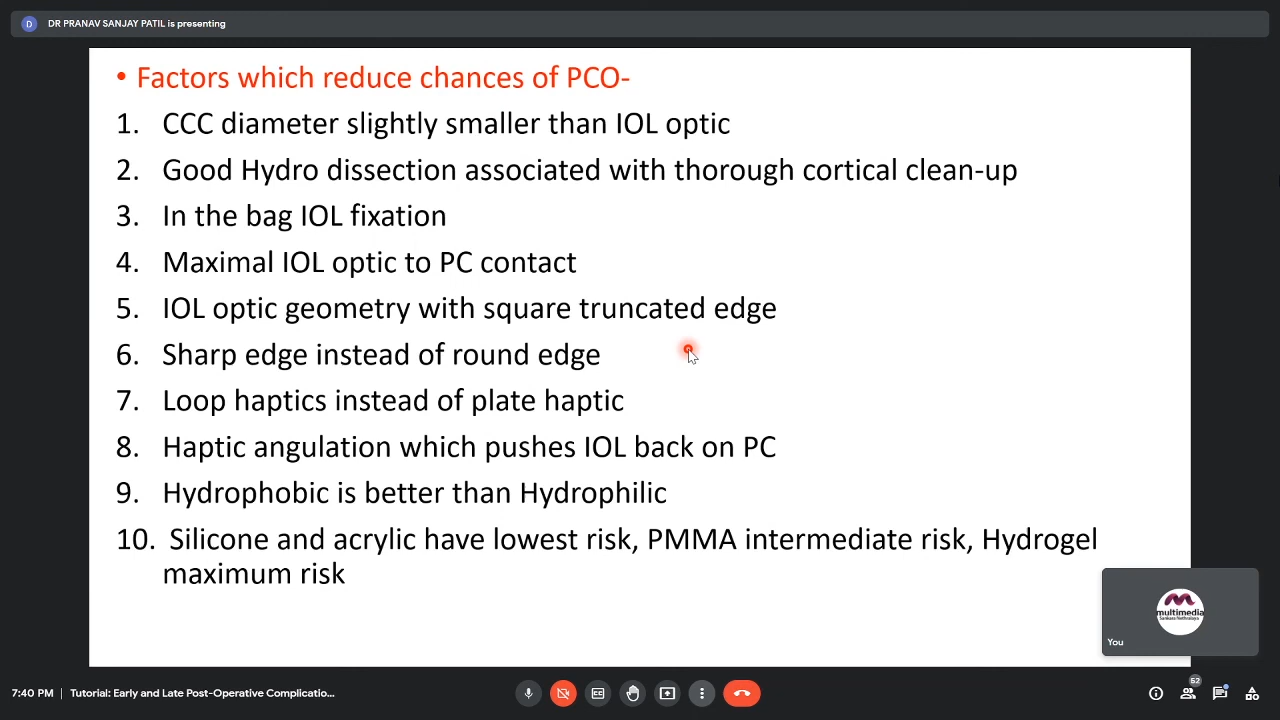 D DR PRANAV SANJAY PATIL is presenting
• Factors which reduce chances of PCO-
1. CCC diameter slightly smaller than IOL optic
2. Good Hydro dissection associated with thorough cortical clean-up
3. In the bag IOL fixation
4. Maximal IOL optic to PC contact
5. IOL optic geometry with square truncated edge
6. Sharp edge instead of round edge
7. Loop haptics instead of plate haptic
8. Haptic angulation which pushes IOL back on PC
9. Hydrophobic is better than Hydrophilic
10. Silicone and acrylic have lowest risk, PMMA intermediate risk, Hydrogel
maximum risk
multimedia
Sankara Nethralaya
You
7:40 PM | Tutorial: Early and Late Post-Operative Complicatio...
CC
62